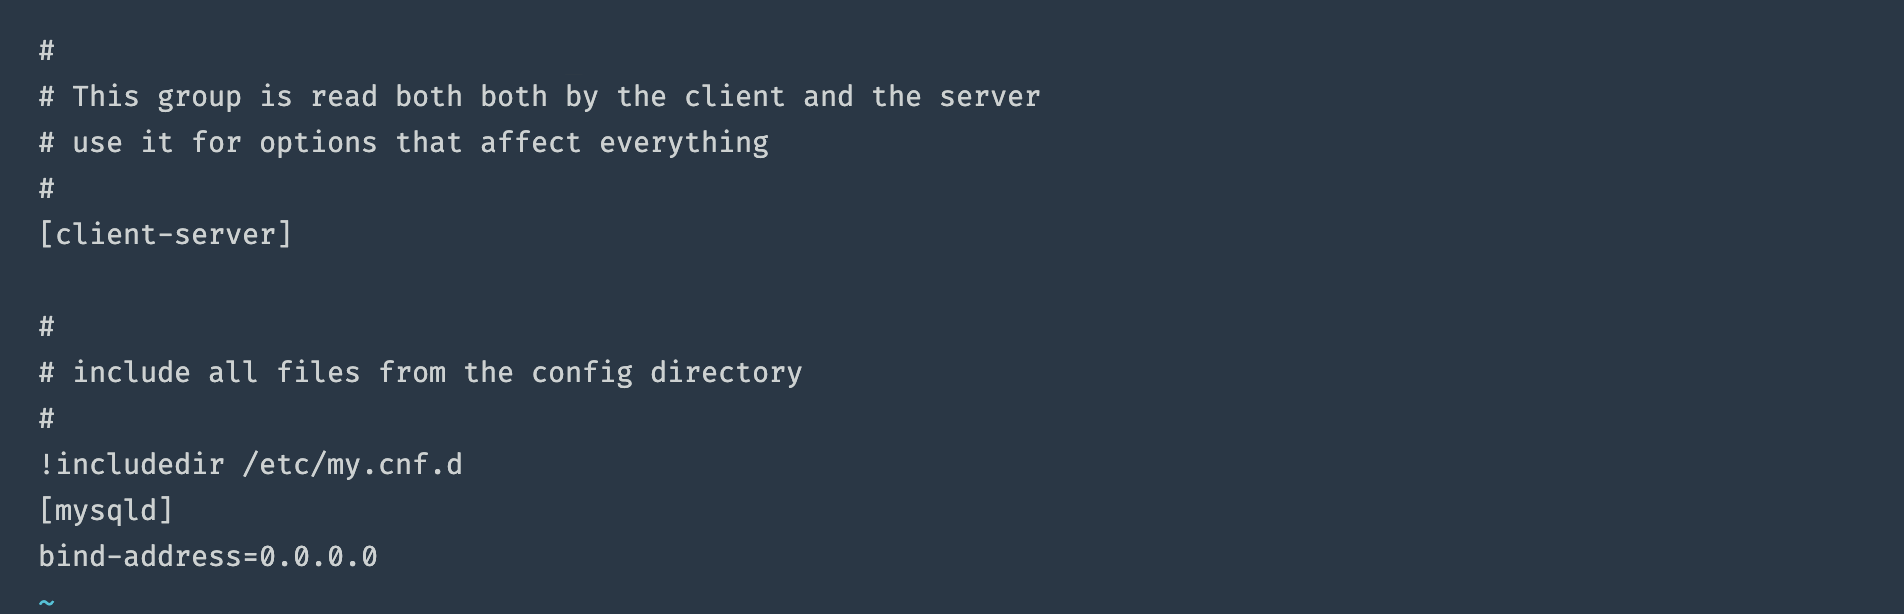 #
# This group is read both both by the client and the server
# use it for options that affect everything
#
[client-server]
#
# include all files from the config directory
#
!includedir /etc/my.cnf.d
[mysqld]
bind-address=0.0.0.0
~